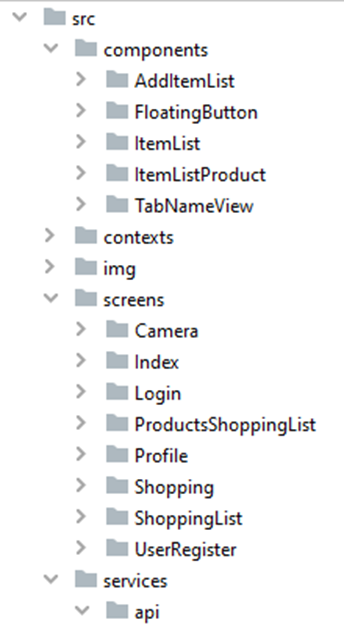 src
components
AddItemList
FloatingButton
ItemList
ItemListProduct
TabNameView
contexts
img
screens
Camera
Index
Login
ProductsShoppingList
Profile
Shopping
ShoppingList
UserRegister
services
api